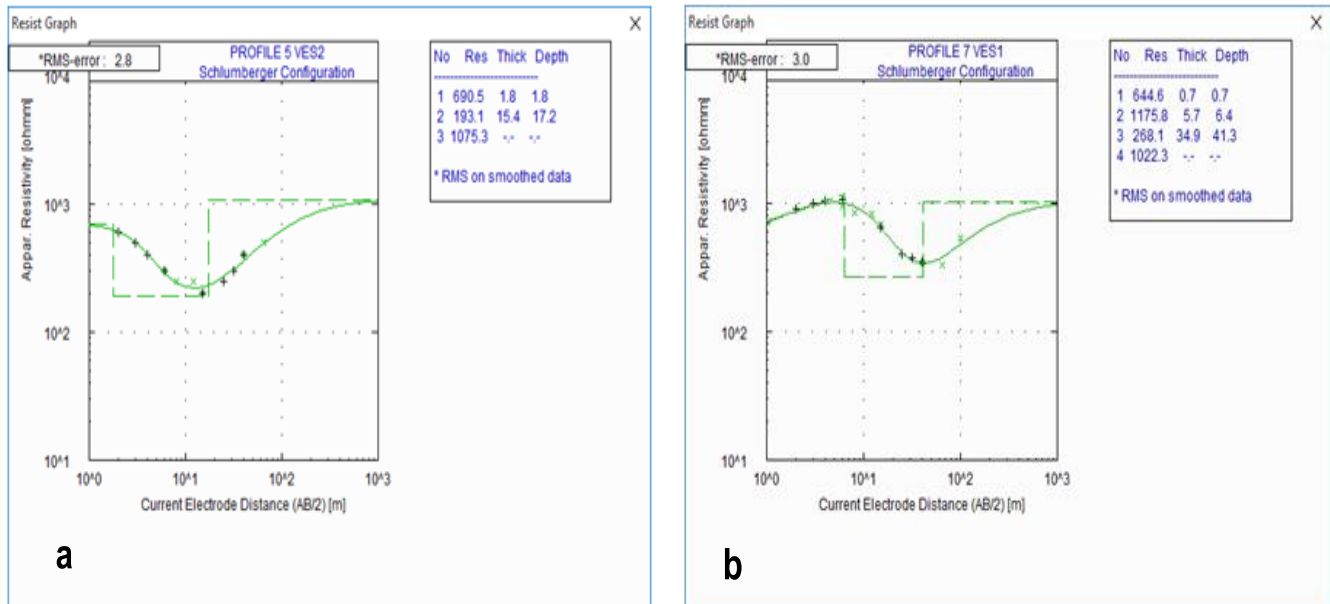 Resist Graph X
*RMS-error : 2.8
PROFILE 5 VES2
Schlumberger Configuration
10^4
10^3
10^2
10^1
Appar. Resistivity [ohmm]
10^0 10^1 10^2 10^3
Current Electrode Distance (AB/2) [m]
No Res Thick Depth
------------------------
1 690.5 1.8 1.8
2 193.1 15.4 17.2
3 1075.3 -.- -.-
* RMS on smoothed data
a
Resist Graph X
*RMS-error : 3.0
PROFILE 7 VES1
Schlumberger Configuration
10^4
10^3
10^2
10^1
Appar. Resistivity [ohmm]
10^0 10^1 10^2 10^3
Current Electrode Distance (AB/2) [m]
No Res Thick Depth
------------------------
1 644.6 0.7 0.7
2 1175.8 5.7 6.4
3 268.1 34.9 41.3
4 1022.3 -.- -.-
* RMS on smoothed data
b